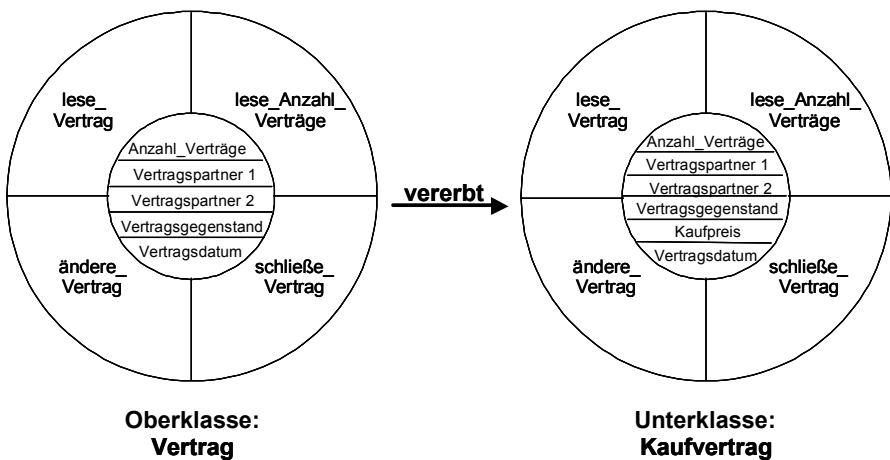 lese_
Vertrag
lese_Anzahl_
Verträge
Anzahl_Verträge
Vertragspartner 1
Vertragspartner 2
Vertragsgegenstand
Vertragsdatum
ändere_
Vertrag
schließe_
Vertrag
Oberklasse:
Vertrag
vererbt
lese_
Vertrag
lese_Anzahl_
Verträge
Anzahl_Verträge
Vertragspartner 1
Vertragspartner 2
Vertragsgegenstand
Kaufpreis
Vertragsdatum
ändere_
Vertrag
schließe_
Vertrag
Unterklasse:
Kaufvertrag